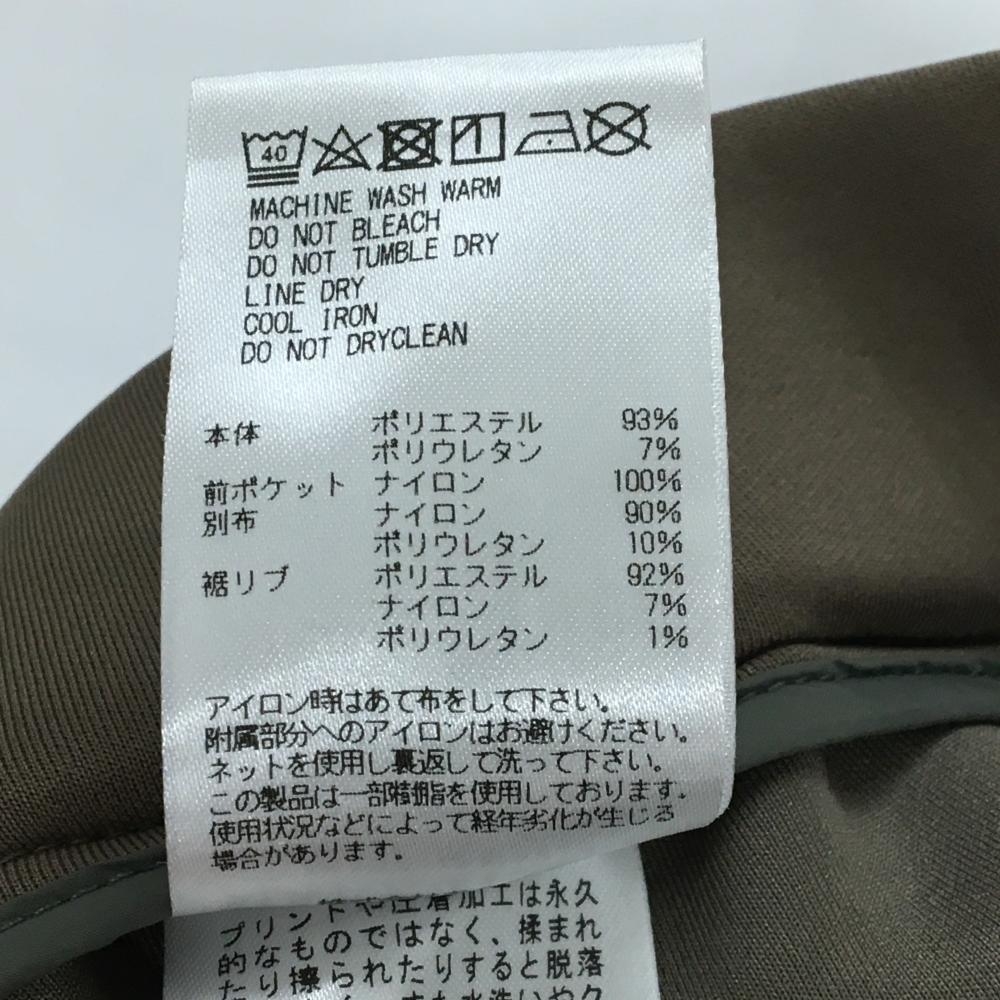 40
MACHINE WASH WARM
DO NOT BLEACH
DO NOT TUMBLE DRY
LINE DRY
COOL IRON
DO NOT DRYCLEAN
本体 ポリエステル 93%
ポリウレタン 7%
前ポケット ナイロン 100%
別布 ナイロン 90%
ポリウレタン 10%
裾リブ ポリエステル 92%
ナイロン 7%
ポリウレタン 1%
アイロン時はあて布をして下さい。
附属部分へのアイロンはお避けください。
ネットを使用し裏返して洗って下さい。
この製品は一部樹脂を使用しております.
使用状況などによって経年劣化が生じる
場合があります.
プリントや圧着加工は永久
的なものではなく、揉まれ
たり擦られたりすると脱落